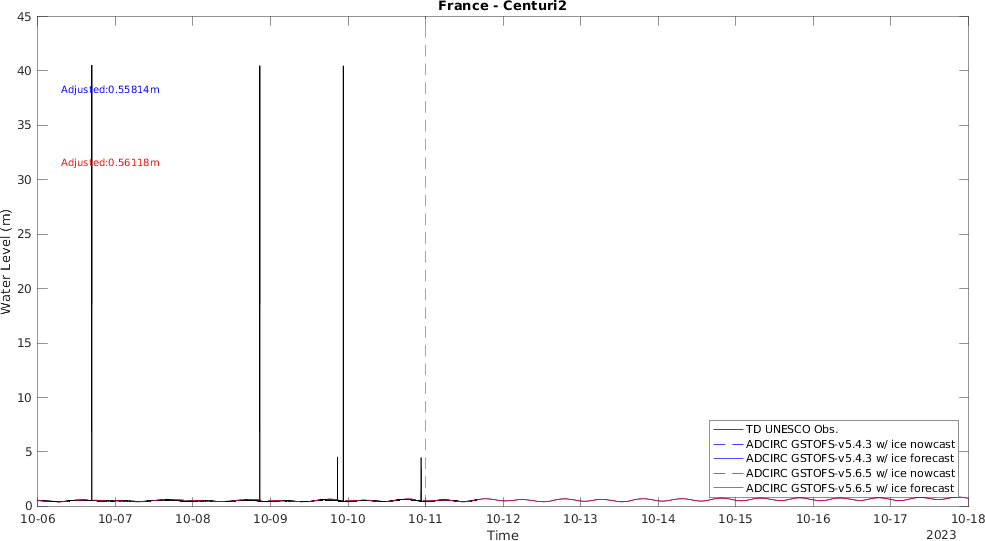 France - Centuri2
45
40
35
30
25
20
15
10
5
0
Water Level (m)
Adjusted:0.55814m
Adjusted:0.56118m
TD UNESCO Obs.
ADCIRC GSTOFS-v5.4.3 w/ ice nowcast
ADCIRC GSTOFS-v5.4.3 w/ ice forecast
ADCIRC GSTOFS-v5.6.5 w/ ice nowcast
ADCIRC GSTOFS-v5.6.5 w/ ice forecast
10-06 10-07 10-08 10-09 10-10 10-11 10-12 10-13 10-14 10-15 10-16 10-17 10-18
Time
2023